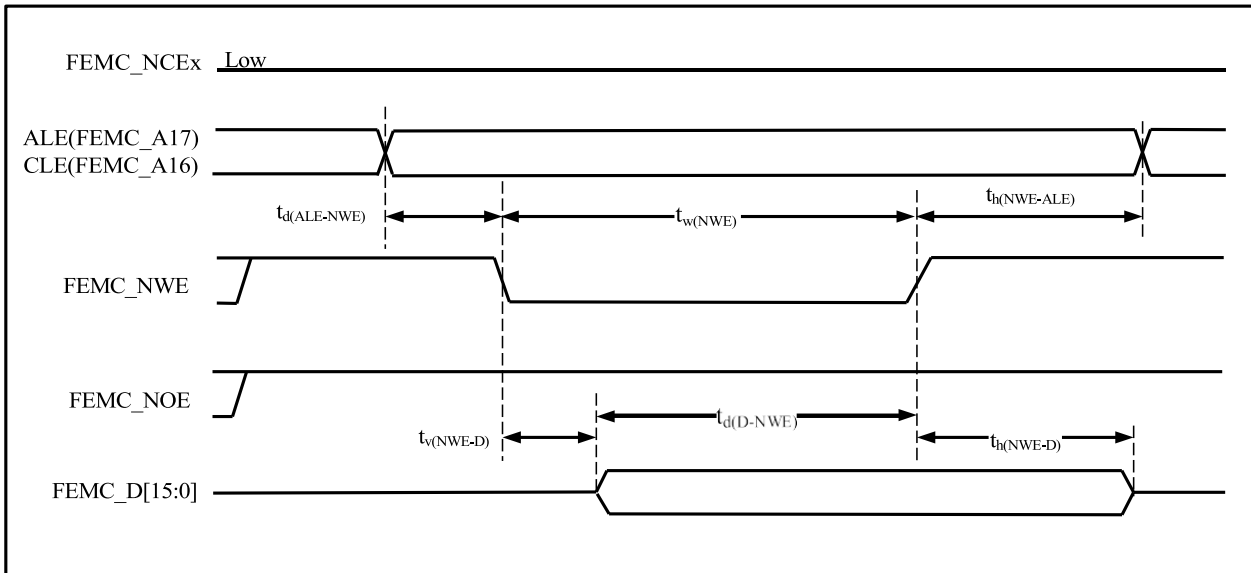 FEMC_NCEx
Low
ALE(FEMC_A17)
CLE(FEMC_A16)
td(ALE-NWE)
tw(NWE)
th(NWE-ALE)
FEMC_NWE
FEMC_NOE
td(D-NWE)
tv(NWE-D)
th(NWE-D)
FEMC_D[15:0]